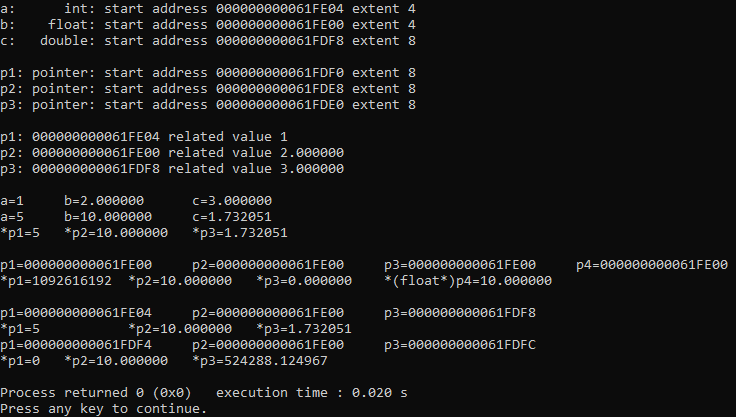 a:      int: start address 000000000061FE04 extent 4
b:    float: start address 000000000061FE00 extent 4
c:   double: start address 000000000061FDF8 extent 8

p1: pointer: start address 000000000061FDF0 extent 8
p2: pointer: start address 000000000061FDE8 extent 8
p3: pointer: start address 000000000061FDE0 extent 8

p1: 000000000061FE04 related value 1
p2: 000000000061FE00 related value 2.000000
p3: 000000000061FDF8 related value 3.000000

a=1     b=2.000000      c=3.000000
a=5     b=10.000000     c=1.732051
*p1=5   *p2=10.000000   *p3=1.732051

p1=000000000061FE00     p2=000000000061FE00     p3=000000000061FE00     p4=000000000061FE00
*p1=1092616192  *p2=10.000000   *p3=0.000000    *(float*)p4=10.000000

p1=000000000061FE04     p2=000000000061FE00     p3=000000000061FDF8
*p1=5           *p2=10.000000   *p3=1.732051
p1=000000000061FDF4     p2=000000000061FE00     p3=000000000061FDFC
*p1=0   *p2=10.000000   *p3=524288.124967

Process returned 0 (0x0)   execution time : 0.020 s
Press any key to continue.